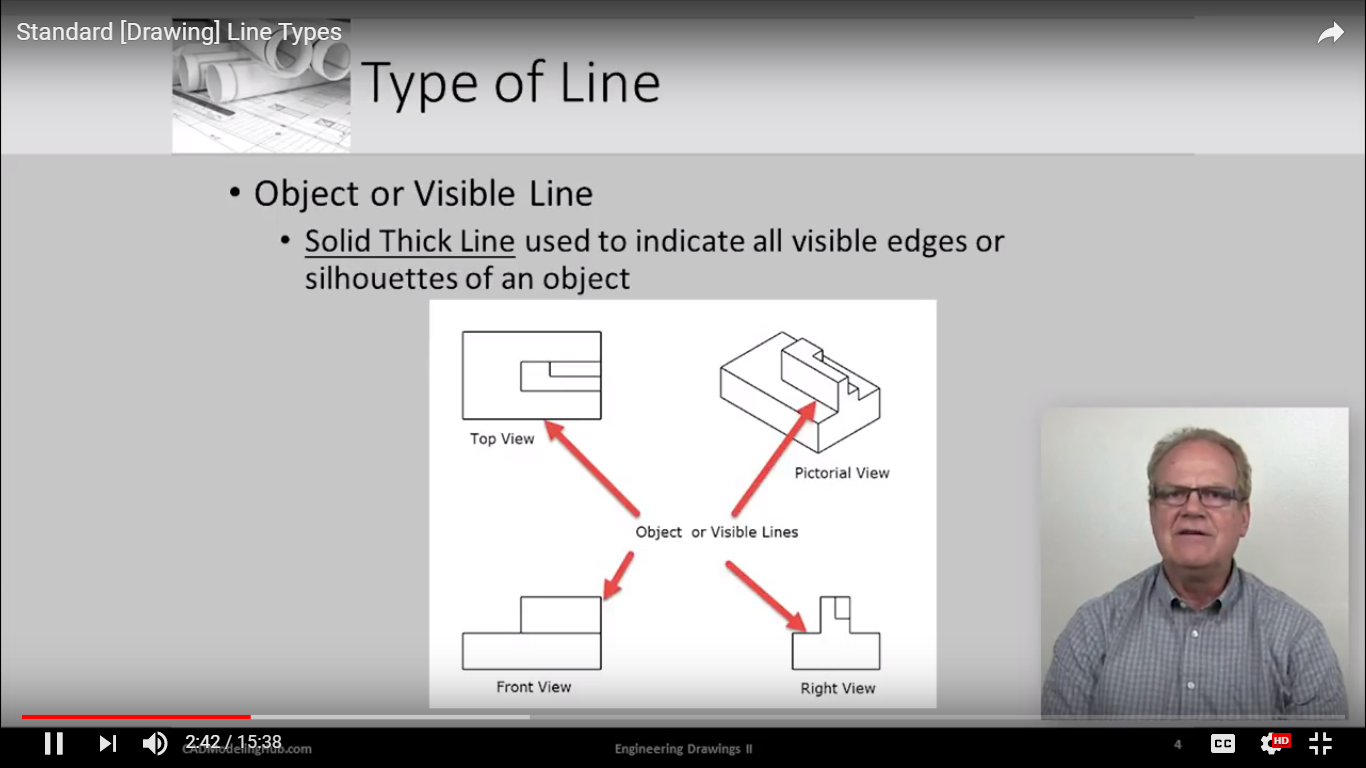 Standard [Drawing] Line Types
Type of Line
• Object or Visible Line
• Solid Thick Line used to indicate all visible edges or
silhouettes of an object
Top View
Pictorial View
Object or Visible Lines
Front View
Right View
2:42 / 15:38
CADModelingHub.com
Engineering Drawings II
4
CC
HD